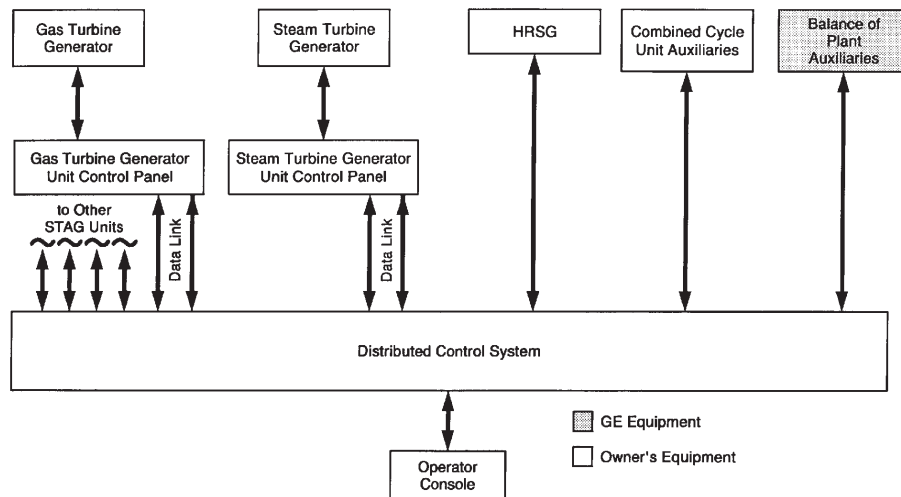 Gas Turbine
Generator
Steam Turbine
Generator
HRSG
Combined Cycle
Unit Auxiliaries
Balance of
Plant
Auxiliaries
Gas Turbine Generator
Unit Control Panel
Steam Turbine Generator
Unit Control Panel
to Other
STAG Units
Data Link
Data Link
Distributed Control System
GE Equipment
Owner's Equipment
Operator
Console